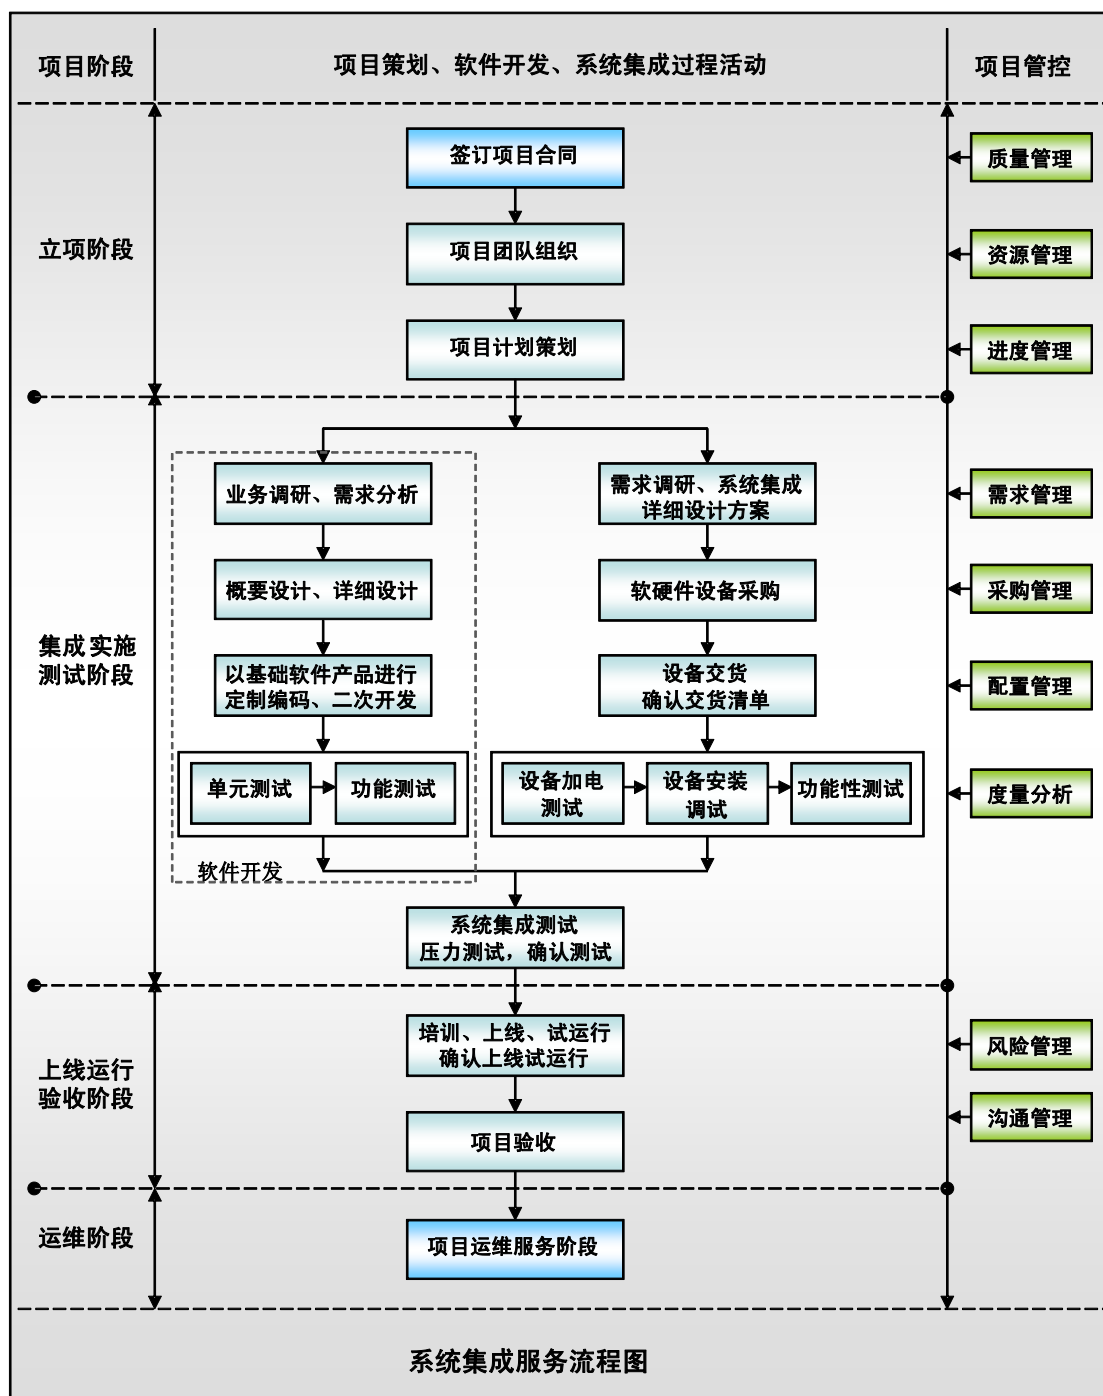 项目阶段
项目策划、软件开发、系统集成过程活动
项目管控
立项阶段
签订项目合同
项目团队组织
项目计划策划
质量管理
资源管理
进度管理
集成实施
测试阶段
业务调研、需求分析
概要设计、详细设计
以基础软件产品进行
定制编码、二次开发
单元测试
功能测试
软件开发
需求调研、系统集成
详细设计方案
软硬件设备采购
设备交货
确认交货清单
设备加电
测试
设备安装
调试
功能性测试
系统集成测试
压力测试，确认测试
需求管理
采购管理
配置管理
度量分析
上线运行
验收阶段
培训、上线、试运行
确认上线试运行
项目验收
风险管理
沟通管理
运维阶段
项目运维服务阶段
系统集成服务流程图